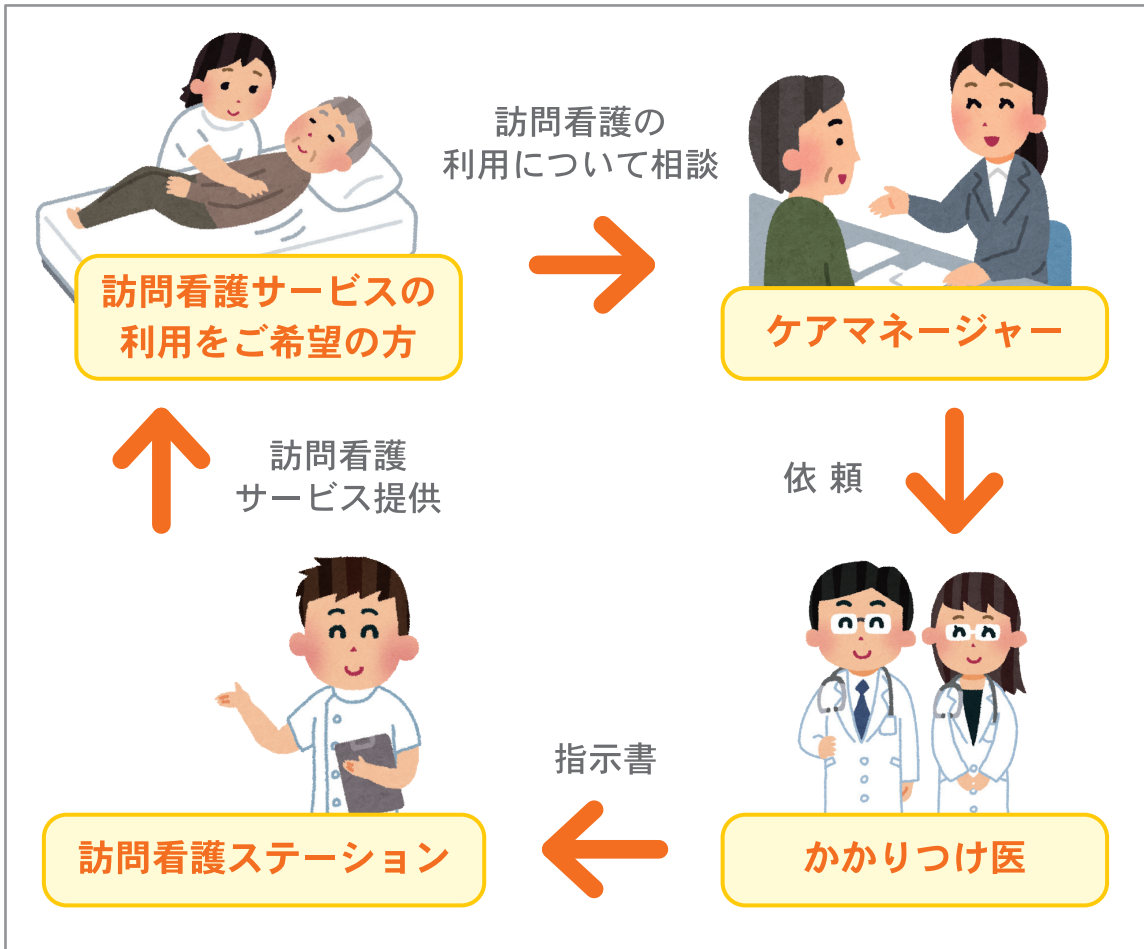 訪問看護サービスの
利用をご希望の方
訪問看護の
利用について相談
ケアマネージャー
依 頼
かかりつけ医
指示書
訪問看護ステーション
訪問看護
サービス提供